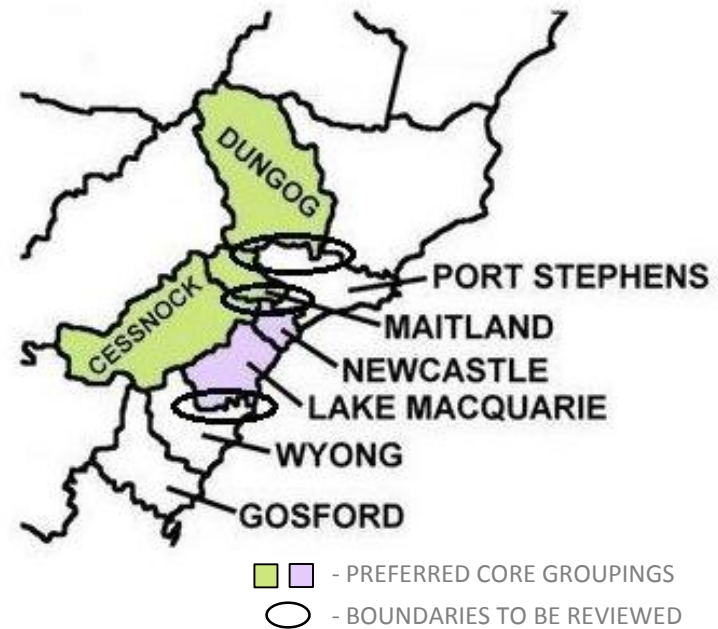 DUNGOG
PORT STEPHENS
CESSNOCK
MAITLAND
NEWCASTLE
LAKE MACQUARIE
WYONG
GOSFORD
- PREFERRED CORE GROUPINGS
- BOUNDARIES TO BE REVIEWED